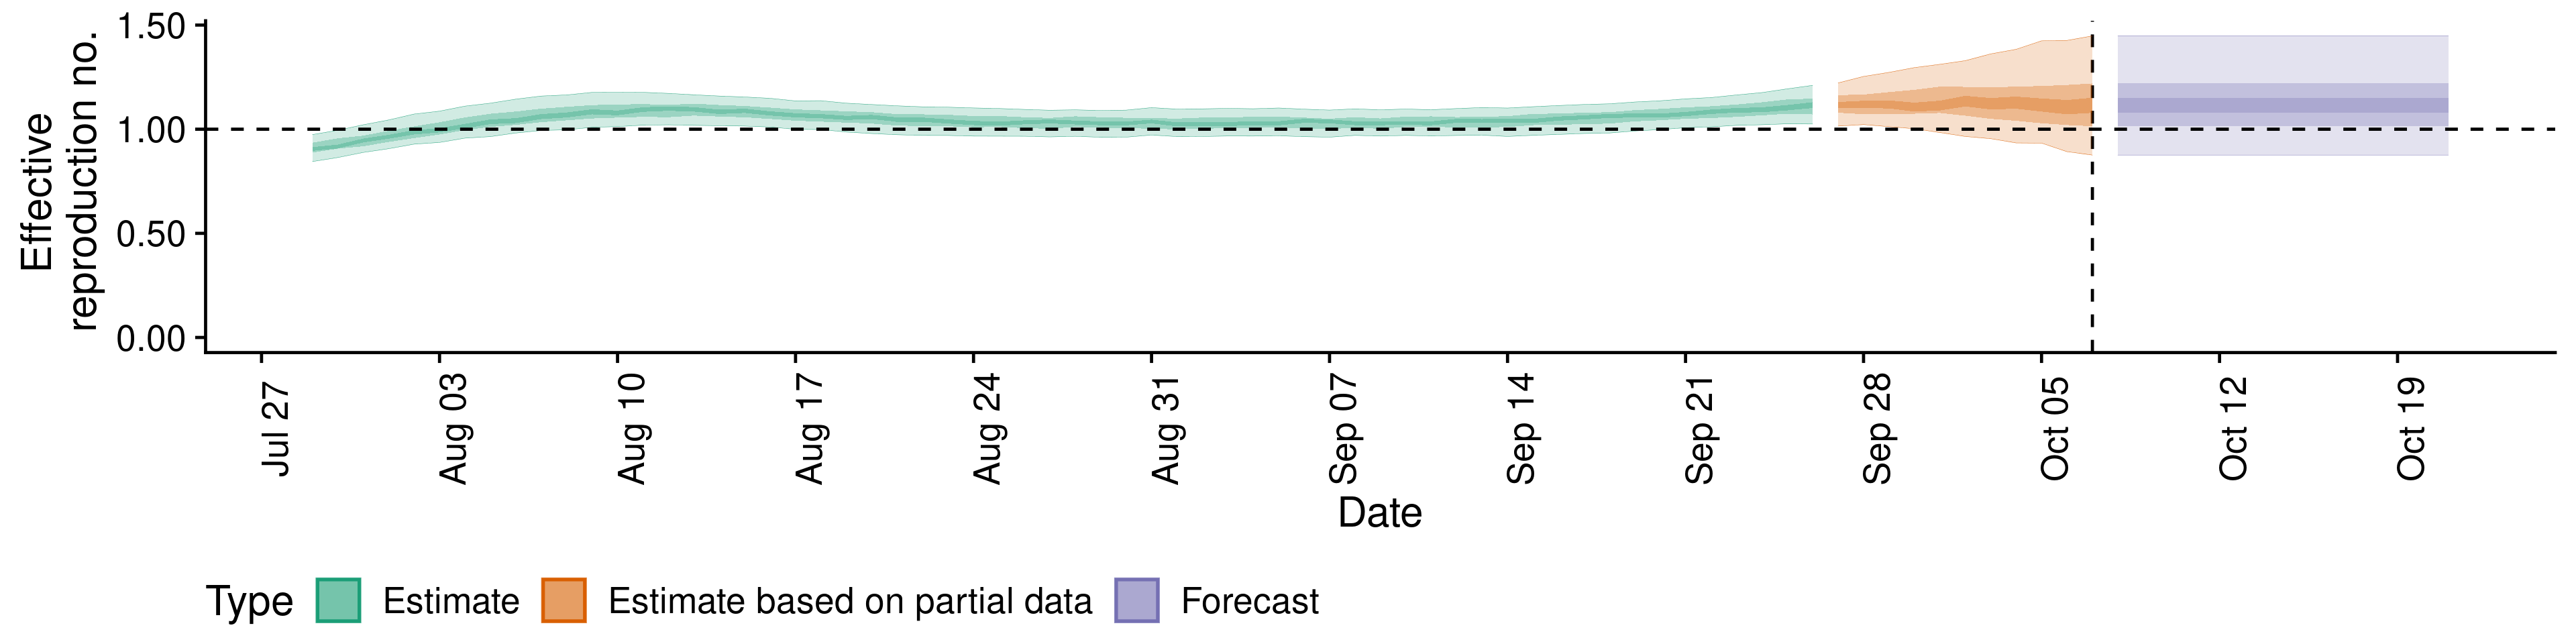 Effective
reproduction no.
1.50
1.00
0.50
0.00
Jul 27
Aug 03
Aug 10
Aug 17
Aug 24
Aug 31
Sep 07
Sep 14
Sep 21
Sep 28
Oct 05
Oct 12
Oct 19
Date
Type Estimate Estimate based on partial data Forecast